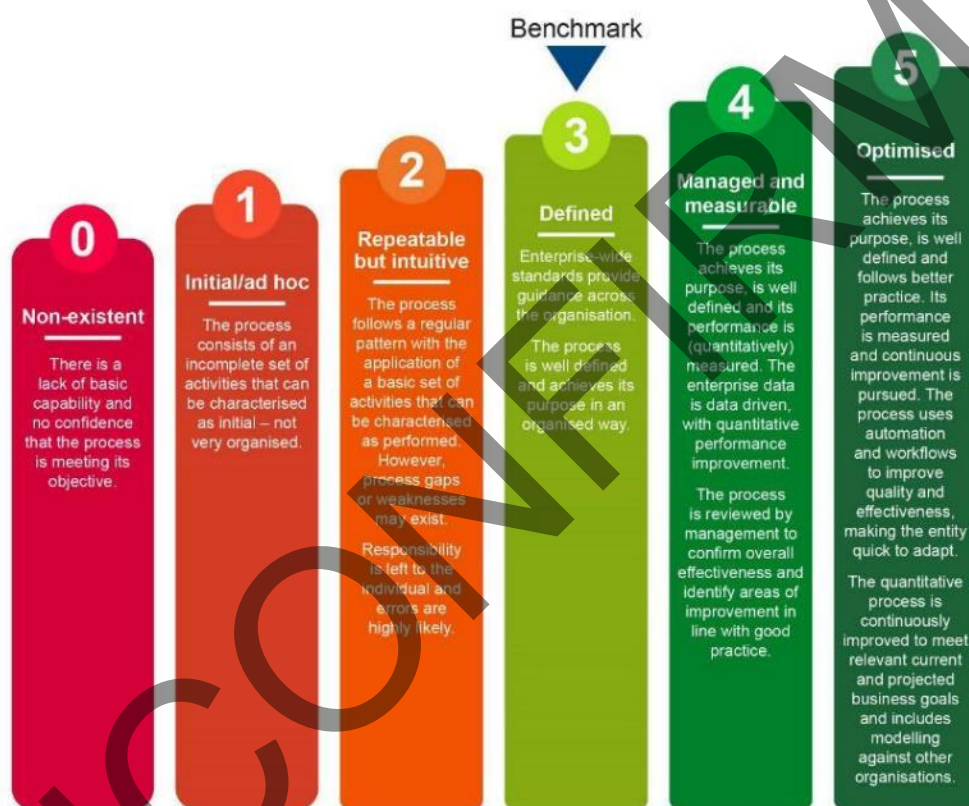 Benchmark
0
Non-existent
There is a
lack of basic
capability and
no confidence
that the process
is meeting its
objective.
1
Initial/ad hoc
The process
consists of an
incomplete set of
activities that can
be characterised
as initial – not
very organised.
2
Repeatable
but intuitive
The process
follows a regular
pattern with the
application of
a basic set of
activities that can
be characterised
as performed.
However,
process gaps
or weaknesses
may exist.
Responsibility
is left to the
individual and
errors are
highly likely.
3
Defined
Enterprise-wide
standards provide
guidance across
the organisation.
The process
is well defined
and achieves its
purpose in an
organised way.
4
Managed and
measurable
The process
achieves its
purpose, is well
defined and its
performance is
(quantitatively)
measured. The
enterprise data
is data driven,
with quantitative
performance
improvement.
The process
is reviewed by
management to
confirm overall
effectiveness and
identify areas of
improvement in
line with good
practice.
5
Optimised
The process
achieves its
purpose, is well
defined and
follows better
practice. Its
performance
is measured
and continuous
improvement is
pursued. The
process uses
automation
and workflows
to improve
quality and
effectiveness,
making the entity
quick to adapt.
The quantitative
process is
continuously
improved to meet
relevant current
and projected
business goals
and includes
modelling
against other
organisations.
CONFIRM